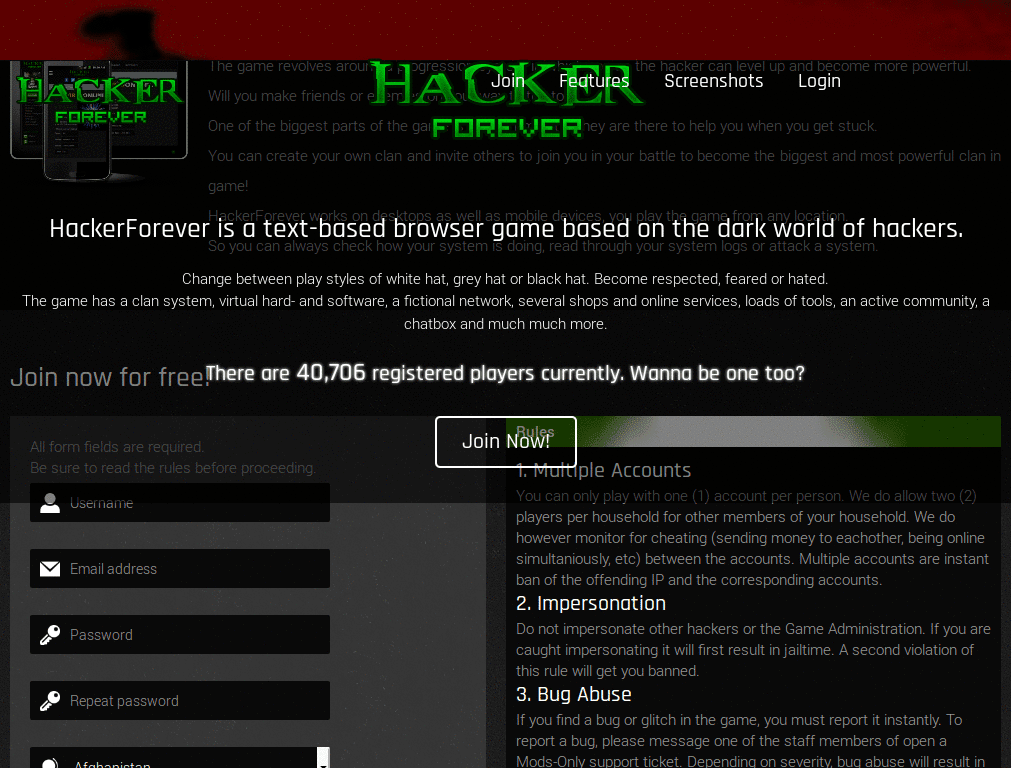 HACKER
FOREVER
HACKER
FOREVER
Join Features Screenshots Login
The game revolves around the hacker can level up and become more powerful.
Will you make friends or
One of the biggest parts of the they are there to help you when you get stuck.
You can create your own clan and invite others to join you in your battle to become the biggest and most powerful clan in
game!
HackerForever works on desktops as well as mobile devices, you play the game from any location.
So you can always check how your system is doing, read through your system logs or attack a system.
HackerForever is a text-based browser game based on the dark world of hackers.
Change between play styles of white hat, grey hat or black hat. Become respected, feared or hated.
The game has a clan system, virtual hard- and software, a fictional network, several shops and online services, loads of tools, an active community, a
chatbox and much much more.
Join now for free!
There are 40,706 registered players currently. Wanna be one too?
Join Now!
All form fields are required.
Be sure to read the rules before proceeding.
Username
Email address
Password
Repeat password
Afghanistan
Rules
1. Multiple Accounts
You can only play with one (1) account per person. We do allow two (2)
players per household for other members of your household. We do
however monitor for cheating (sending money to eachother, being online
simultaniously, etc) between the accounts. Multiple accounts are instant
ban of the offending IP and the corresponding accounts.
2. Impersonation
Do not impersonate other hackers or the Game Administration. If you are
caught impersonating it will first result in jailtime. A second violation of
this rule will get you banned.
3. Bug Abuse
If you find a bug or glitch in the game, you must report it instantly. To
report a bug, please message one of the staff members of open a
Mods-Only support ticket. Depending on severity, bug abuse will result in